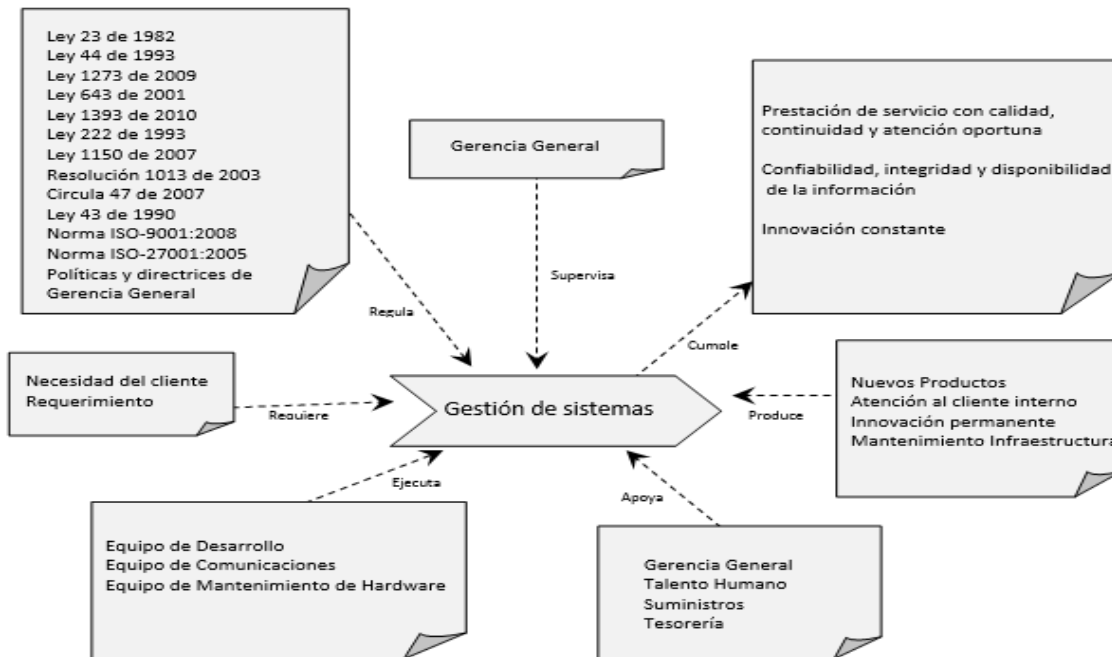 Ley 23 de 1982
Ley 44 de 1993
Ley 1273 de 2009
Ley 643 de 2001
Ley 1393 de 2010
Ley 222 de 1993
Ley 1150 de 2007
Resolución 1013 de 2003
Circula 47 de 2007
Ley 43 de 1990
Norma ISO-9001:2008
Norma ISO-27001:2005
Políticas y directrices de
Gerencia General
Gerencia General
Prestación de servicio con calidad,
continuidad y atención oportuna
Confiabilidad, integridad y disponibilidad
de la información
Innovación constante
Regula
Supervisa
Cumole
Necesidad del cliente
Requerimiento
Requiere
Gestión de sistemas
Produce
Nuevos Productos
Atención al cliente interno
Innovación permanente
Mantenimiento Infraestructura
Ejecuta
Apoya
Equipo de Desarrollo
Equipo de Comunicaciones
Equipo de Mantenimiento de Hardware
Gerencia General
Talento Humano
Suministros
Tesorería